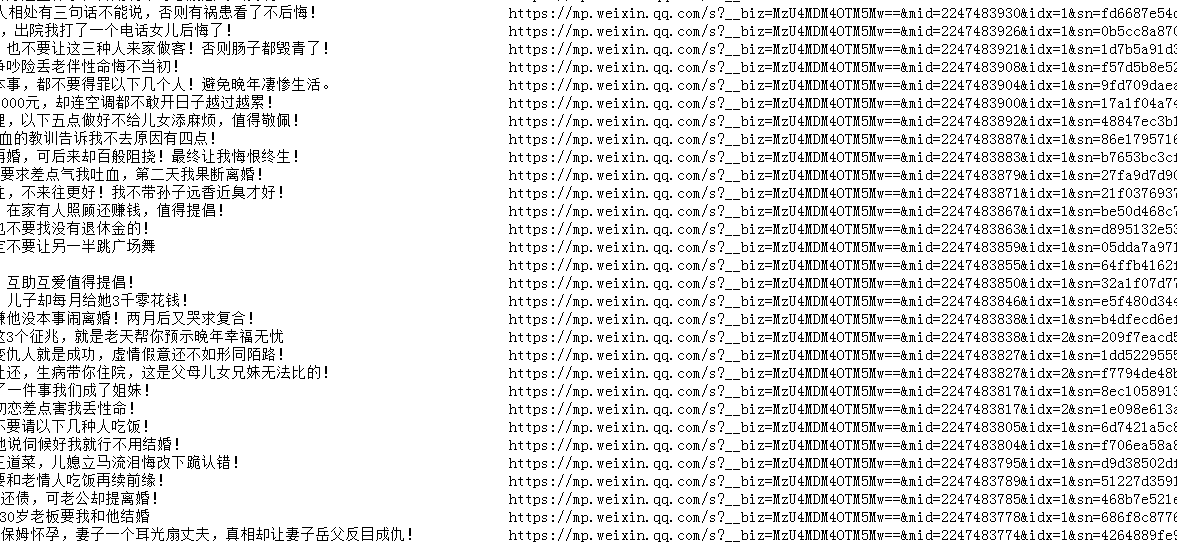 人相处有三句话不能说，否则有祸患看了不后悔！ https://mp.weixin.qq.com/s?__biz=MzU4MDM4OTM5Mw==&mid=2247483930&idx=1&sn=fd6687e54c
，出院我打了一个电话女儿后悔了！ https://mp.weixin.qq.com/s?__biz=MzU4MDM4OTM5Mw==&mid=2247483926&idx=1&sn=0b5cc8a870
也不要让这三种人来家做客！否则肠子都毁青了！ https://mp.weixin.qq.com/s?__biz=MzU4MDM4OTM5Mw==&mid=2247483921&idx=1&sn=1d7b5a91d3
争吵险丢老伴性命悔不当初！ https://mp.weixin.qq.com/s?__biz=MzU4MDM4OTM5Mw==&mid=2247483908&idx=1&sn=f57d5b8e52
本事，都不要得罪以下几个人！避免晚年凄惨生活。 https://mp.weixin.qq.com/s?__biz=MzU4MDM4OTM5Mw==&mid=2247483904&idx=1&sn=9fd709daea
000元，却连空调都不敢开日子越过越累！ https://mp.weixin.qq.com/s?__biz=MzU4MDM4OTM5Mw==&mid=2247483900&idx=1&sn=17a1f04a74
，以下五点做好不给儿女添麻烦，值得敬佩！ https://mp.weixin.qq.com/s?__biz=MzU4MDM4OTM5Mw==&mid=2247483892&idx=1&sn=48847ec3b1
血的教训告诉我不去原因有四点！ https://mp.weixin.qq.com/s?__biz=MzU4MDM4OTM5Mw==&mid=2247483887&idx=1&sn=86e1795716
再婚，可后来却百般阻挠！最终让我悔恨终生！ https://mp.weixin.qq.com/s?__biz=MzU4MDM4OTM5Mw==&mid=2247483883&idx=1&sn=b7653bc3cf
要求差点气我吐血，第二天我果断离婚！ https://mp.weixin.qq.com/s?__biz=MzU4MDM4OTM5Mw==&mid=2247483879&idx=1&sn=27fa9d7d90
，不来往更好！我不带孙子远香近臭才好！ https://mp.weixin.qq.com/s?__biz=MzU4MDM4OTM5Mw==&mid=2247483871&idx=1&sn=21f0376937
在家有人照顾还赚钱，值得提倡！ https://mp.weixin.qq.com/s?__biz=MzU4MDM4OTM5Mw==&mid=2247483867&idx=1&sn=be50d468c7
也不要找没有退休金的！ https://mp.weixin.qq.com/s?__biz=MzU4MDM4OTM5Mw==&mid=2247483863&idx=1&sn=d895132e53
定不要让另一半跳广场舞 https://mp.weixin.qq.com/s?__biz=MzU4MDM4OTM5Mw==&mid=2247483859&idx=1&sn=05dda7a971
https://mp.weixin.qq.com/s?__biz=MzU4MDM4OTM5Mw==&mid=2247483855&idx=1&sn=64ffb4162f
互助互爱值得提倡！ https://mp.weixin.qq.com/s?__biz=MzU4MDM4OTM5Mw==&mid=2247483850&idx=1&sn=32a1f07d77
儿子却每月给她3千零花钱！ https://mp.weixin.qq.com/s?__biz=MzU4MDM4OTM5Mw==&mid=2247483846&idx=1&sn=e5f480d344
嫌他没本事闹离婚！两月后又哭求复合！ https://mp.weixin.qq.com/s?__biz=MzU4MDM4OTM5Mw==&mid=2247483838&idx=1&sn=b4dfecd6ef
这3个征兆，就是老天帮你预示晚年幸福无忧 https://mp.weixin.qq.com/s?__biz=MzU4MDM4OTM5Mw==&mid=2247483838&idx=2&sn=209f7eacd5
变仇人就是成功，虚情假意还不如形同陌路！ https://mp.weixin.qq.com/s?__biz=MzU4MDM4OTM5Mw==&mid=2247483827&idx=1&sn=1dd5229555
让还，生病带你住院，这是父母儿女兄妹无法比的！ https://mp.weixin.qq.com/s?__biz=MzU4MDM4OTM5Mw==&mid=2247483827&idx=2&sn=f7794de48b
了一件事我们成了姐妹！ https://mp.weixin.qq.com/s?__biz=MzU4MDM4OTM5Mw==&mid=2247483817&idx=1&sn=8ec1058913
初恋差点害我丢性命！ https://mp.weixin.qq.com/s?__biz=MzU4MDM4OTM5Mw==&mid=2247483817&idx=2&sn=1e098e613a
不要请以下几种人吃饭！ https://mp.weixin.qq.com/s?__biz=MzU4MDM4OTM5Mw==&mid=2247483805&idx=1&sn=6d7421a5c8
他说伺候好我就行不用结婚！ https://mp.weixin.qq.com/s?__biz=MzU4MDM4OTM5Mw==&mid=2247483804&idx=1&sn=f706ea58a8
三道菜，儿媳立马流泪悔改下跪认错！ https://mp.weixin.qq.com/s?__biz=MzU4MDM4OTM5Mw==&mid=2247483795&idx=1&sn=d9d38502df
要和老情人吃饭再续前缘！ https://mp.weixin.qq.com/s?__biz=MzU4MDM4OTM5Mw==&mid=2247483789&idx=1&sn=51227d3591
还债，可老公却提离婚！ https://mp.weixin.qq.com/s?__biz=MzU4MDM4OTM5Mw==&mid=2247483785&idx=1&sn=468b7e521e
30岁老板要我和他结婚 https://mp.weixin.qq.com/s?__biz=MzU4MDM4OTM5Mw==&mid=2247483778&idx=1&sn=686f8c8776
保姆怀孕，妻子一个耳光扇丈夫，真相却让妻子岳父反目成仇！ https://mp.weixin.qq.com/s?__biz=MzU4MDM4OTM5Mw==&mid=2247483774&idx=1&sn=4264889fe9